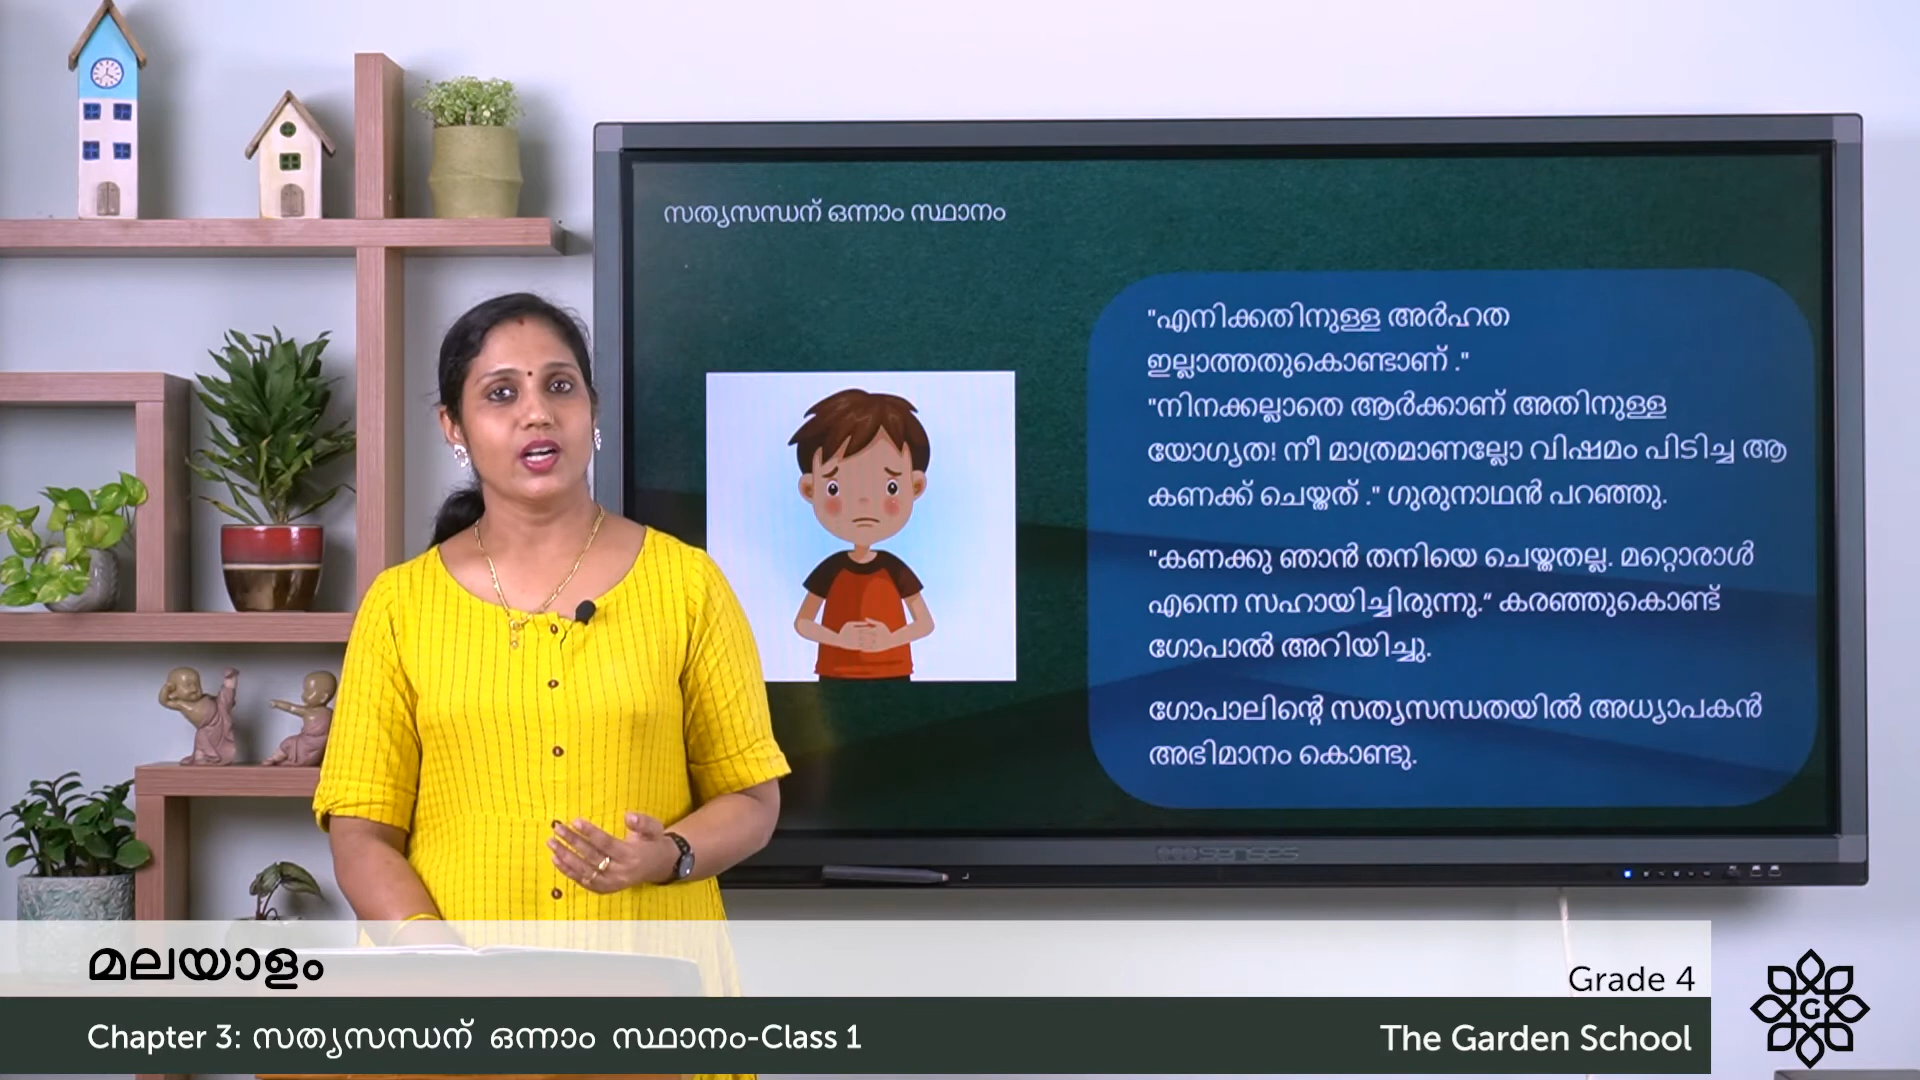 സത്യസന്ധന് ഒന്നാം സ്ഥാനം
"എനിക്കതിനുള്ള അർഹത
ഇല്ലാത്തതുകൊണ്ടാണ് ."
"നിനക്കല്ലാതെ ആർക്കാണ് അതിനുള്ള
യോഗ്യത! നീ മാത്രമാണല്ലോ വിഷമം പിടിച്ച ആ
കണക്ക് ചെയ്തത് ." ഗുരുനാഥൻ പറഞ്ഞു.
"കണക്കു ഞാൻ തനിയെ ചെയ്തതല്ല. മറ്റൊരാൾ
എന്നെ സഹായിച്ചിരുന്നു.“ കരഞ്ഞുകൊണ്ട്
ഗോപാൽ അറിയിച്ചു.
ഗോപാലിന്റെ സത്യസന്ധതയിൽ അധ്യാപകൻ
അഭിമാനം കൊണ്ടു.
മലയാളം
Grade 4
Chapter 3: സത്യസന്ധന് ഒന്നാം സ്ഥാനം-Class 1
The Garden School
G